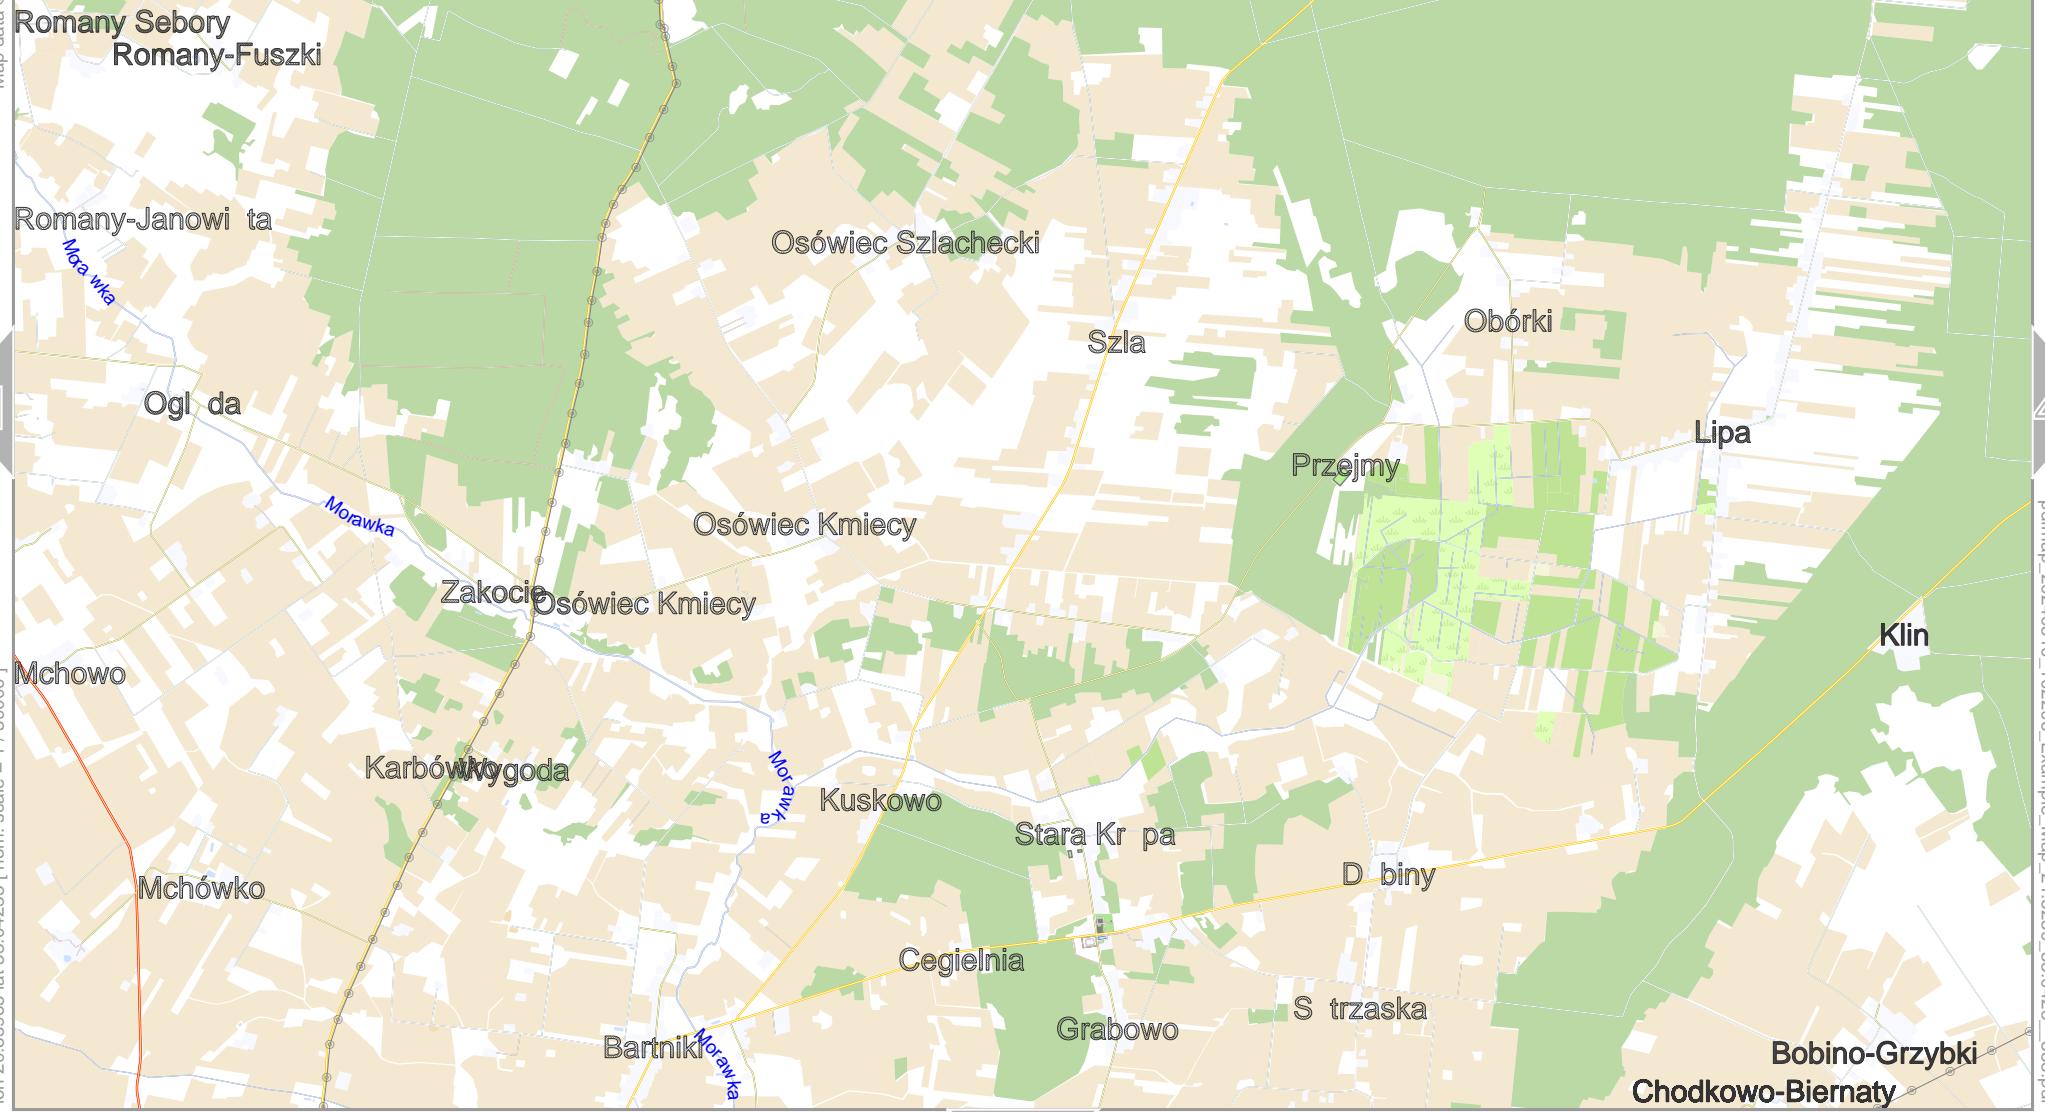 Romany Sebory
Romany-Fuszki
Romany-Janowi ta
Morawka
Osówiec Szlachecki
Szla
Obórki
Ogl da
Lipa
Przejmy
Morawka
Osówiec Kmiecy
Zakocie
Osówiec Kmiecy
Klin
Mchowo
Karbówko
Wygoda
Morawka
Kuskowo
Stara Kr pa
D biny
Mchówko
Cegielnia
S trzaska
Grabowo
Bartniki
Morawka
Bobino-Grzybki
Chodkowo-Biernaty